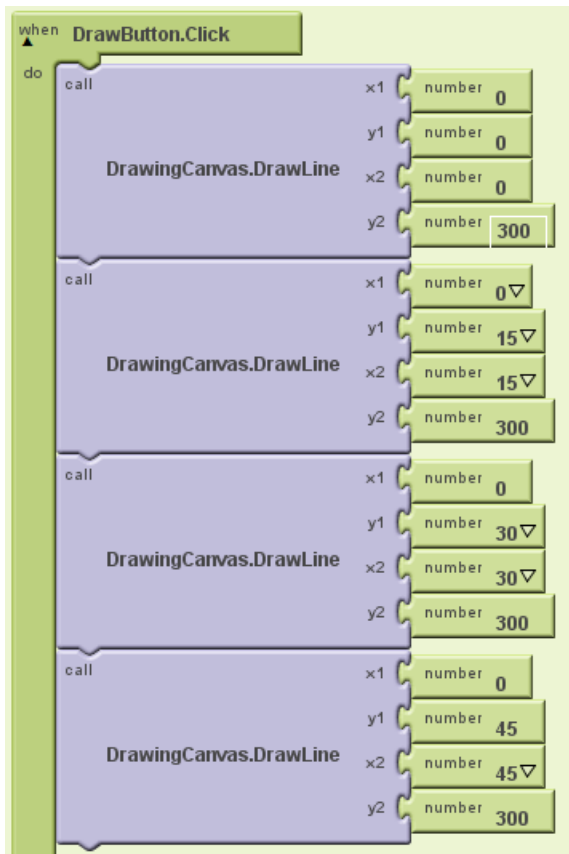 when DrawButton.Click
do
call x1 number 0
y1 number 0
DrawingCanvas.DrawLine x2 number 0
y2 number 300
call x1 number 0
y1 number 15
DrawingCanvas.DrawLine x2 number 15
y2 number 300
call x1 number 0
y1 number 30
DrawingCanvas.DrawLine x2 number 30
y2 number 300
call x1 number 0
y1 number 45
DrawingCanvas.DrawLine x2 number 45
y2 number 300